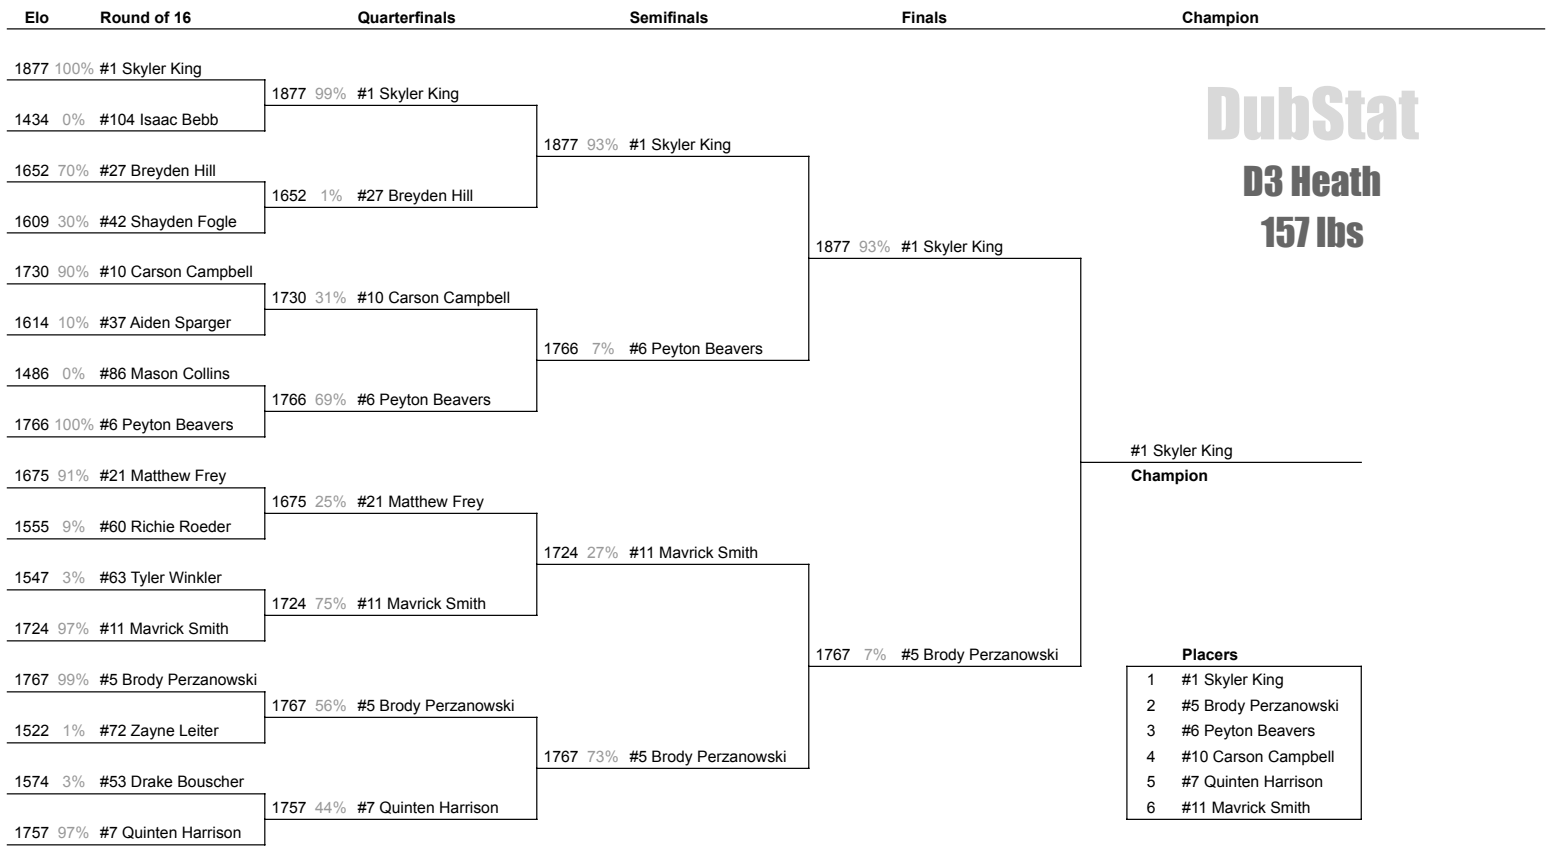 Elo Round of 16 Quarterfinals Semifinals Finals Champion
1877 100% #1 Skyler King
1877 99% #1 Skyler King
1434 0% #104 Isaac Bebb
1877 93% #1 Skyler King
1652 70% #27 Breyden Hill
1652 1% #27 Breyden Hill
1609 30% #42 Shayden Fogle
1877 93% #1 Skyler King
1730 90% #10 Carson Campbell
1730 31% #10 Carson Campbell
1614 10% #37 Aiden Sparger
1766 7% #6 Peyton Beavers
1486 0% #86 Mason Collins
1766 69% #6 Peyton Beavers
1766 100% #6 Peyton Beavers
#1 Skyler King
Champion
1675 91% #21 Matthew Frey
1675 25% #21 Matthew Frey
1555 9% #60 Richie Roeder
1724 27% #11 Mavrick Smith
1547 3% #63 Tyler Winkler
1724 75% #11 Mavrick Smith
1724 97% #11 Mavrick Smith
1767 7% #5 Brody Perzanowski
1767 99% #5 Brody Perzanowski
1767 56% #5 Brody Perzanowski
1522 1% #72 Zayne Leiter
1767 73% #5 Brody Perzanowski
1574 3% #53 Drake Bouscher
1757 44% #7 Quinten Harrison
1757 97% #7 Quinten Harrison
DubStat
D3 Heath
157 lbs
Placers
1 #1 Skyler King
2 #5 Brody Perzanowski
3 #6 Peyton Beavers
4 #10 Carson Campbell
5 #7 Quinten Harrison
6 #11 Mavrick Smith